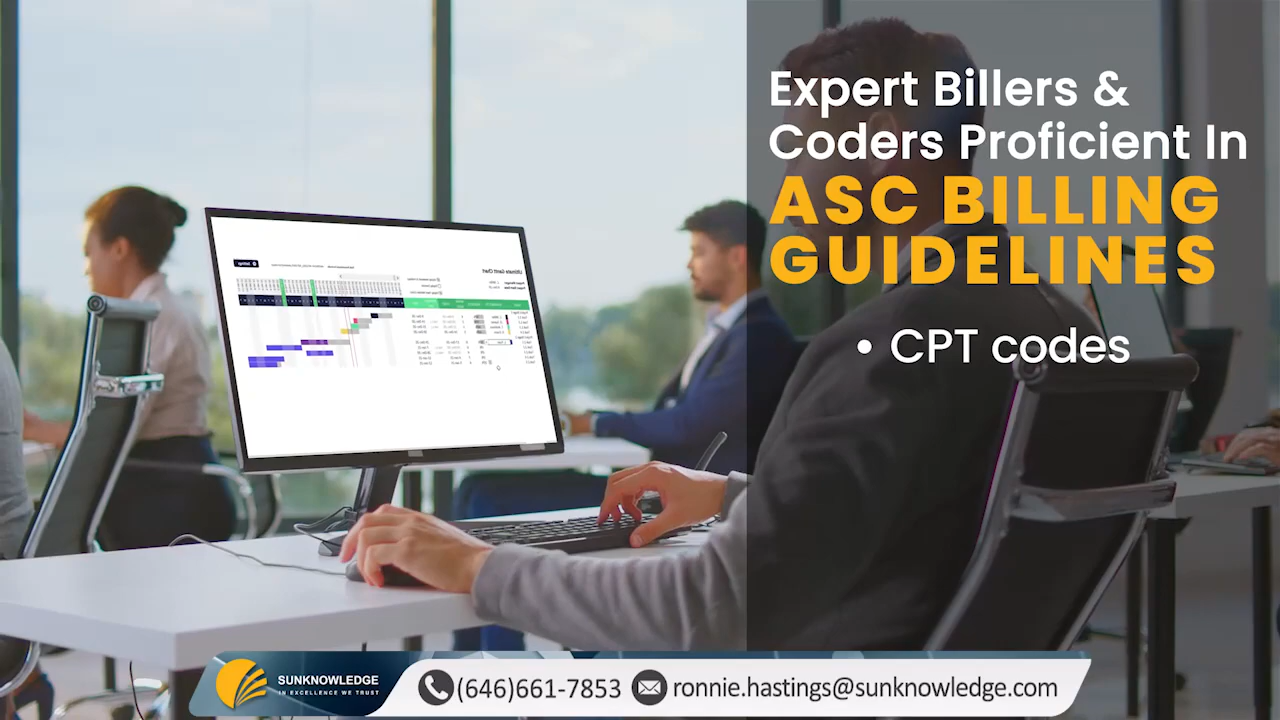 Expert Billers &
Coders Proficient In
ASC BILLING
GUIDELINES
• CPT codes
SUNKNOWLEDGE
IN EXCELLENCE WE TRUST
(646)661-7853
ronnie.hastings@sunknowledge.com